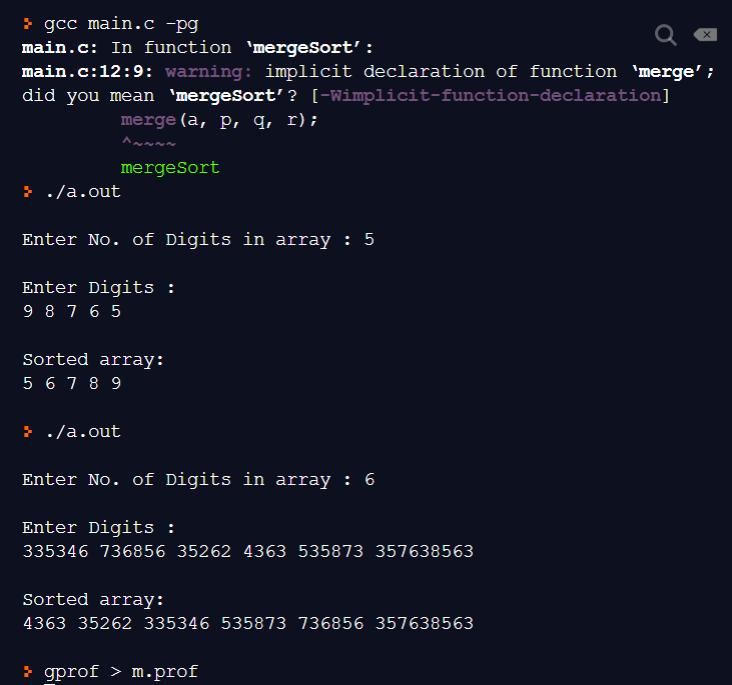 gcc main.c -pg
main.c: In function ‘mergeSort’:
main.c:12:9: warning: implicit declaration of function ‘merge’;
did you mean ‘mergeSort’? [-Wimplicit-function-declaration]
merge(a, p, q, r);
^~~~~
mergeSort
./a.out
Enter No. of Digits in array : 5
Enter Digits :
9 8 7 6 5
Sorted array:
5 6 7 8 9
./a.out
Enter No. of Digits in array : 6
Enter Digits :
335346 736856 35262 4363 535873 357638563
Sorted array:
4363 35262 335346 535873 736856 357638563
gprof > m.prof